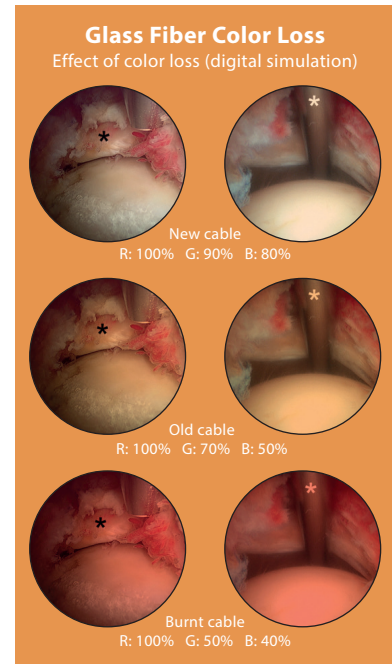 Glass Fiber Color Loss
Effect of color loss (digital simulation)
* *
New cable
R: 100% G: 90% B: 80%
* *
Old cable
R: 100% G: 70% B: 50%
* *
Burnt cable
R: 100% G: 50% B: 40%